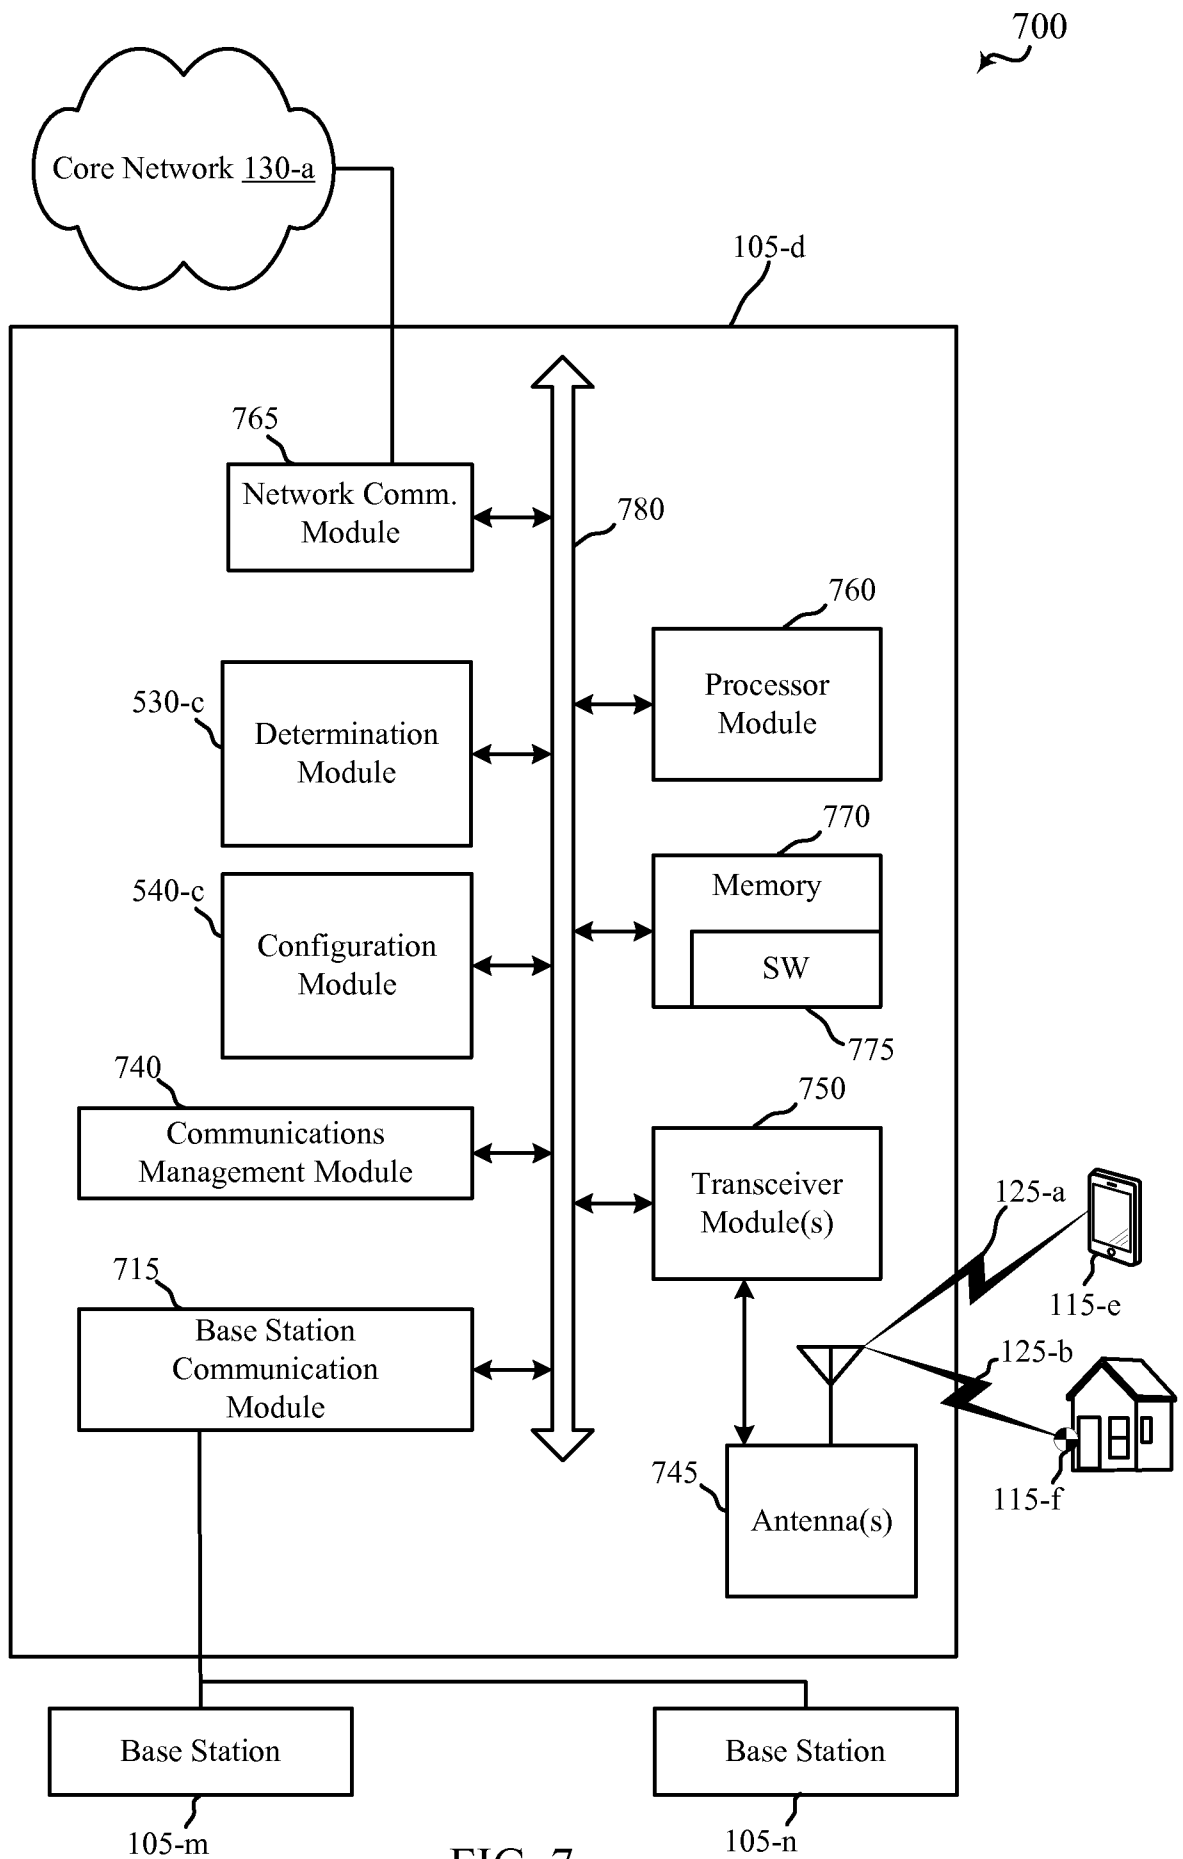 700
Core Network 130-a
105-d
765
Network Comm.
Module
780
760
Processor
Module
530-c
Determination
Module
770
Memory
SW
775
540-c
Configuration
Module
740
Communications
Management Module
750
Transceiver
Module(s)
125-a
115-e
715
Base Station
Communication
Module
125-b
115-f
745
Antenna(s)
Base Station
105-m
Base Station
105-n
FIG. 7